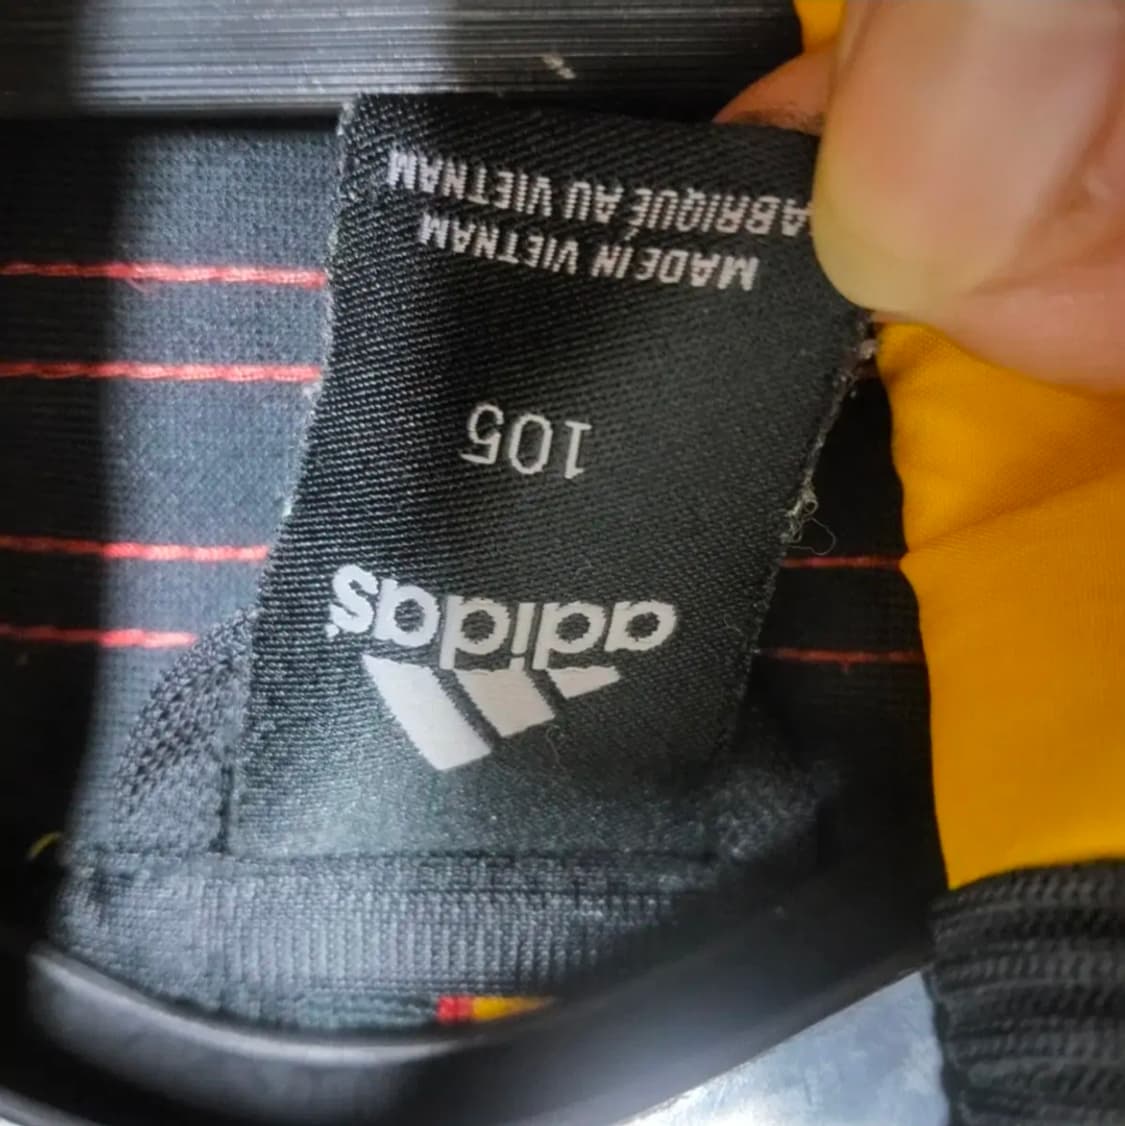 adidas
105
MADE IN VIETNAM
ABRIQUÉ AU VIETNAM